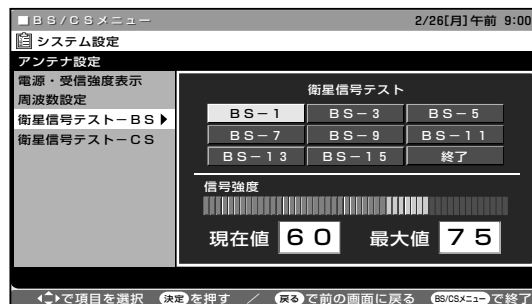 ■BS/CSメニュー 2/26[月]午前 9:00
システム設定
アンテナ設定
電源・受信強度表示
周波数設定
衛星信号テスト－BS
衛星信号テスト－CS
衛星信号テスト
BS－1 BS－3 BS－5
BS－7 BS－9 BS－11
BS－13 BS－15 終了
信号強度
現在値 60 最大値 75
で項目を選択 決定を押す ／ 戻るで前の画面に戻る BS/CSメニューで終了